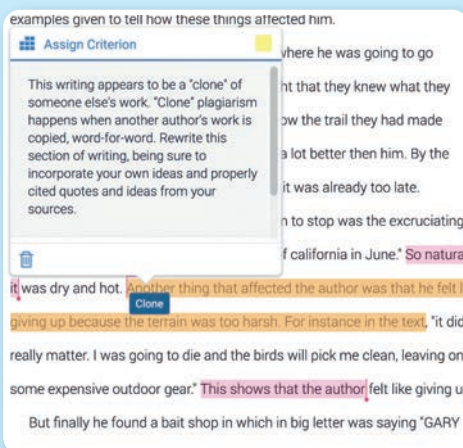 examples given to tell how these things affected him.
Assign Criterion
where he was going to go
This writing appears to be a "clone" of
someone else's work. "Clone" plagiarism
happens when another author's work is
copied, word-for-word. Rewrite this
section of writing, being sure to
incorporate your own ideas and properly
cited quotes and ideas from your
sources.
that they knew what they
the trail they had made
a lot better then him. By the
it was already too late.
to stop was the excruciating
california in June." So natura
it was dry and hot. Another thing that affected the author was that he felt l
Clone
giving up because the terrain was too harsh. For instance in the text, "it did
really matter. I was going to die and the birds will pick me clean, leaving on
some expensive outdoor gear." This shows that the author felt like giving u
But finally he found a bait shop in which in big letter was saying "GARY